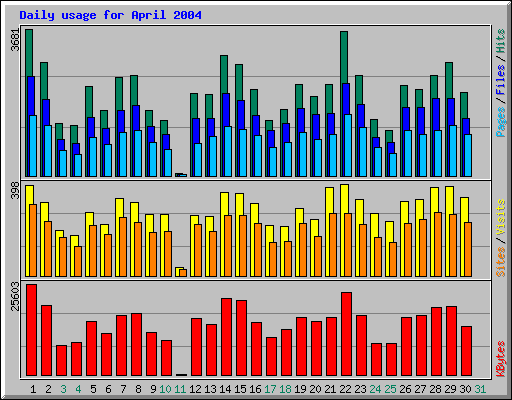 Daily usage for April 2004
3681
Pages / Files / Hits
398
Sites / Visits
25603
KBytes
1 2 3 4 5 6 7 8 9 10 11 12 13 14 15 16 17 18 19 20 21 22 23 24 25 26 27 28 29 30 31